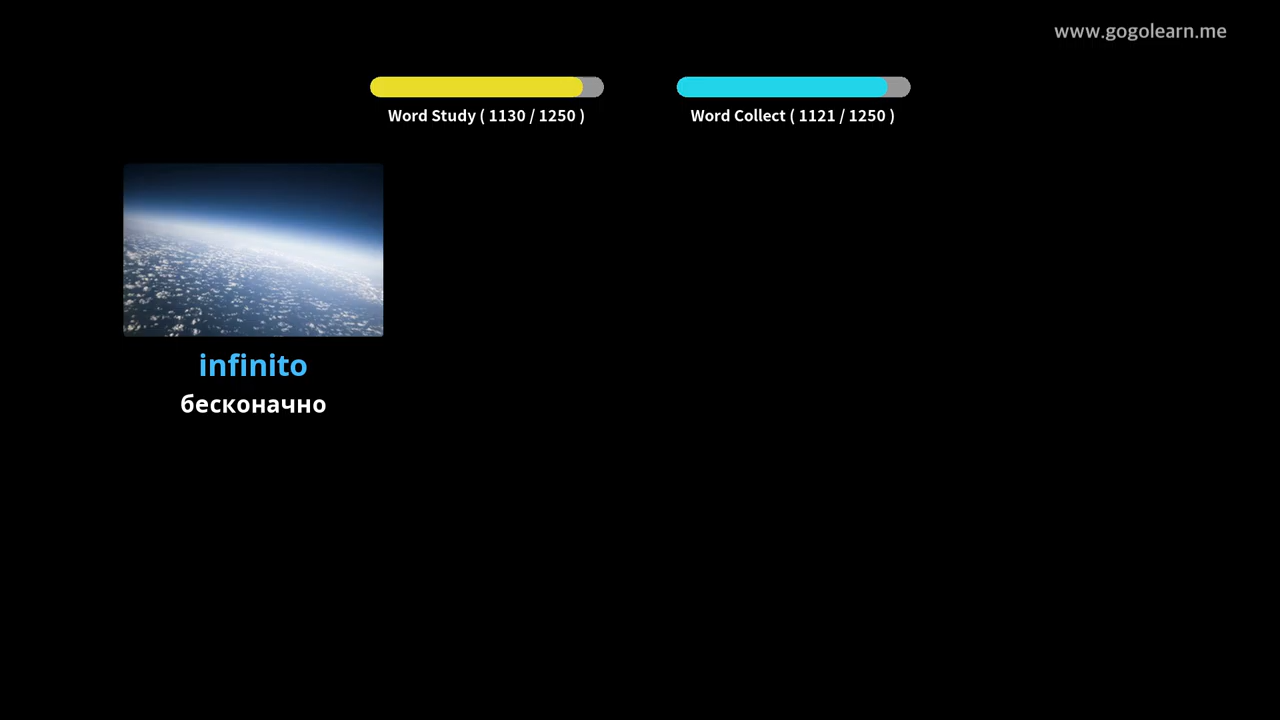 www.gogolearn.me
Word Study ( 1130 / 1250 )
Word Collect ( 1121 / 1250 )
infinito
бесконачно